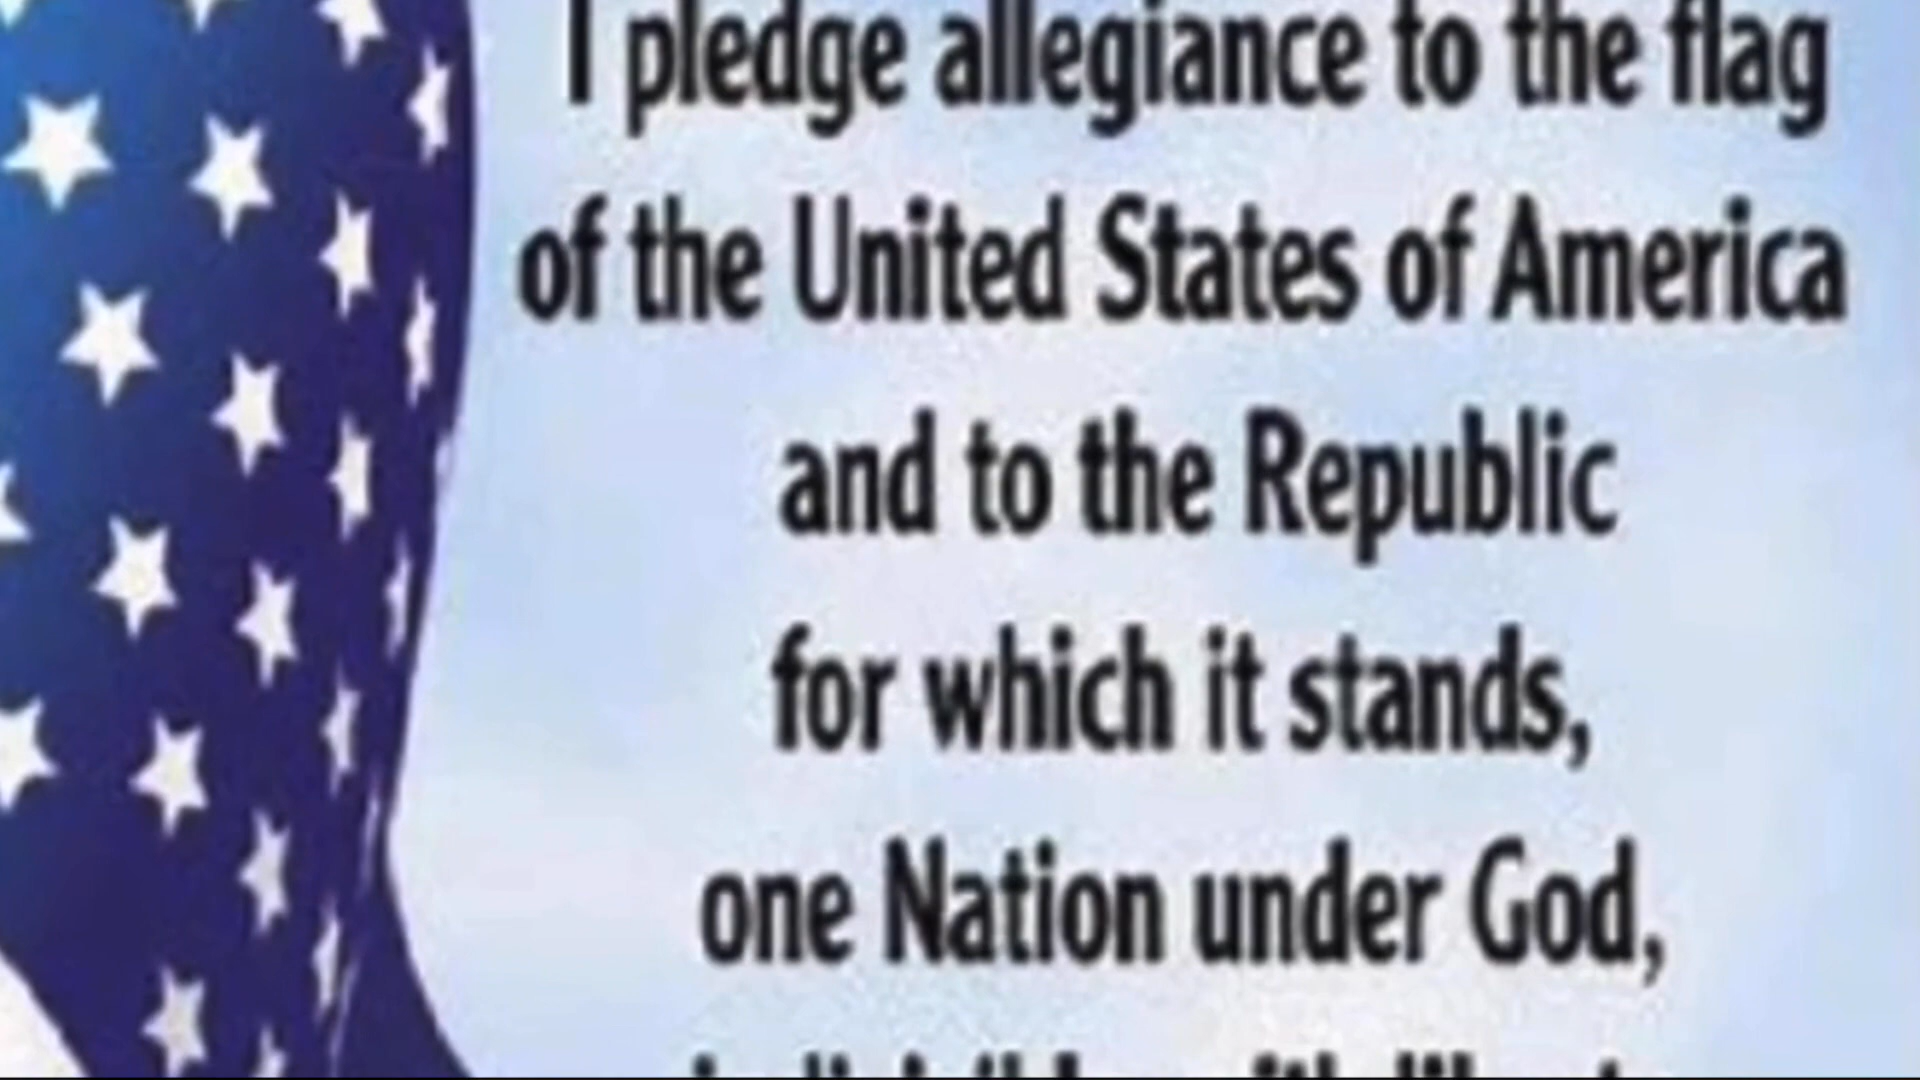 I pledge allegiance to the flag
of the United States of America
and to the Republic
for which it stands,
one Nation under God,